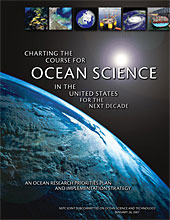 CHARTING THE
COURSE FOR
OCEAN SCIENCE
IN THE
UNITED STATES
FOR THE
NEXT DECADE
AN OCEAN RESEARCH PRIORITIES PLAN
AND IMPLEMENTATION STRATEGY
NSTC JOINT SUBCOMMITTEE ON OCEAN SCIENCE AND TECHNOLOGY
JANUARY 26, 2007